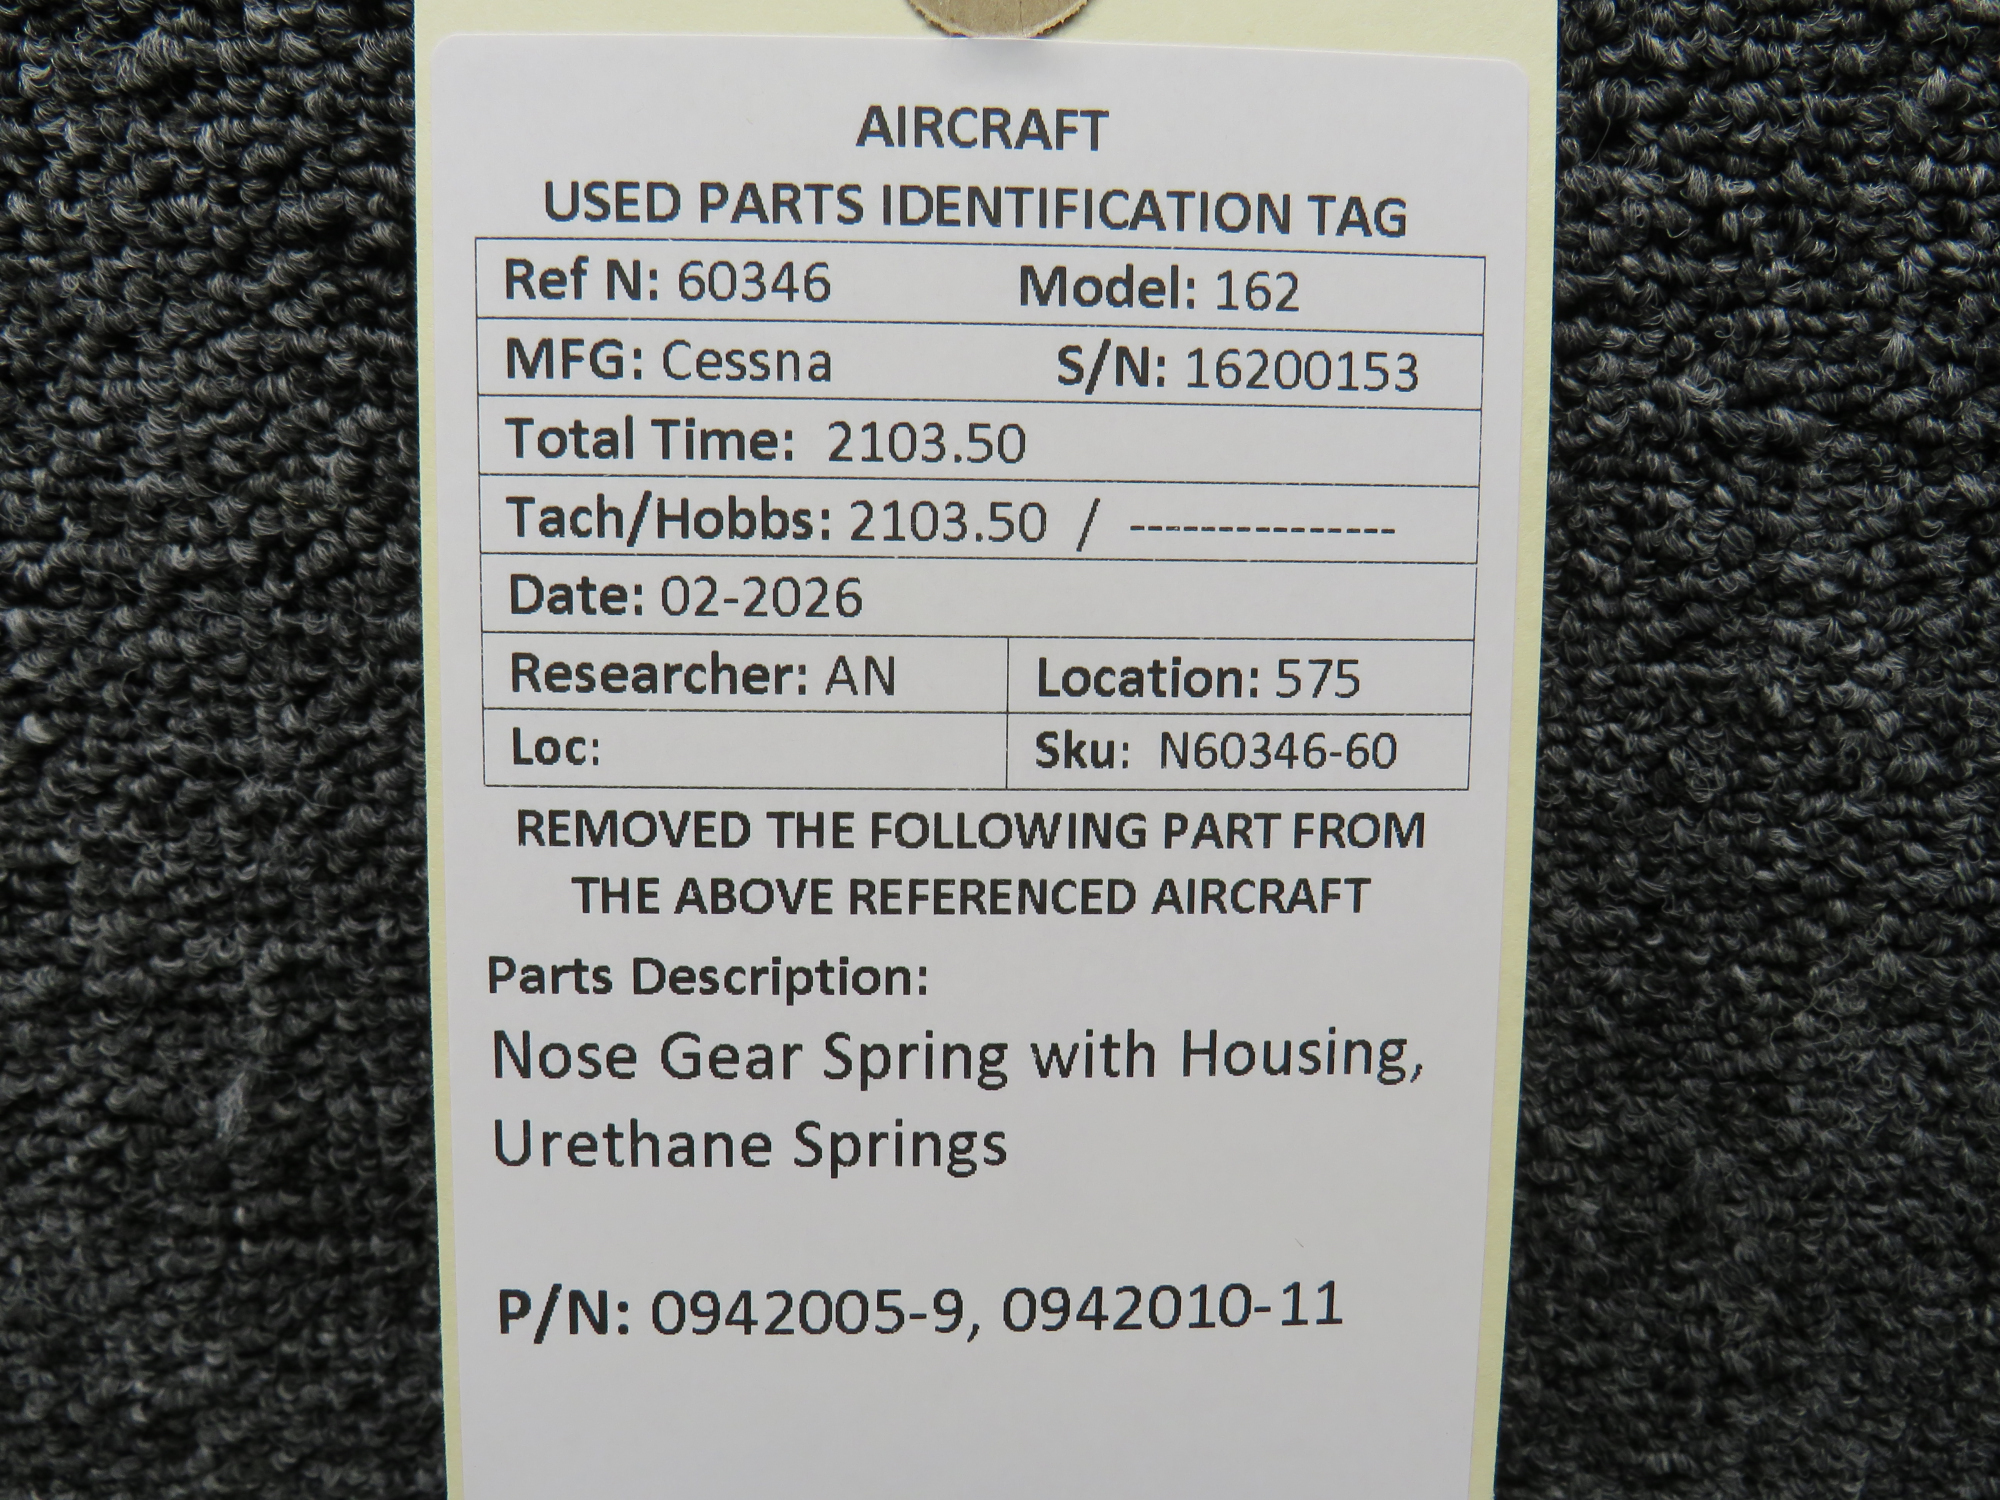 AIRCRAFT
USED PARTS IDENTIFICATION TAG
Ref N: 60346 Model: 162
MFG: Cessna S/N: 16200153
Total Time: 2103.50
Tach/Hobbs: 2103.50 / ---------------
Date: 02-2026
Researcher: AN Location: 575
Loc: Sku: N60346-60
REMOVED THE FOLLOWING PART FROM
THE ABOVE REFERENCED AIRCRAFT
Parts Description:
Nose Gear Spring with Housing,
Urethane Springs
P/N: 0942005-9, 0942010-11